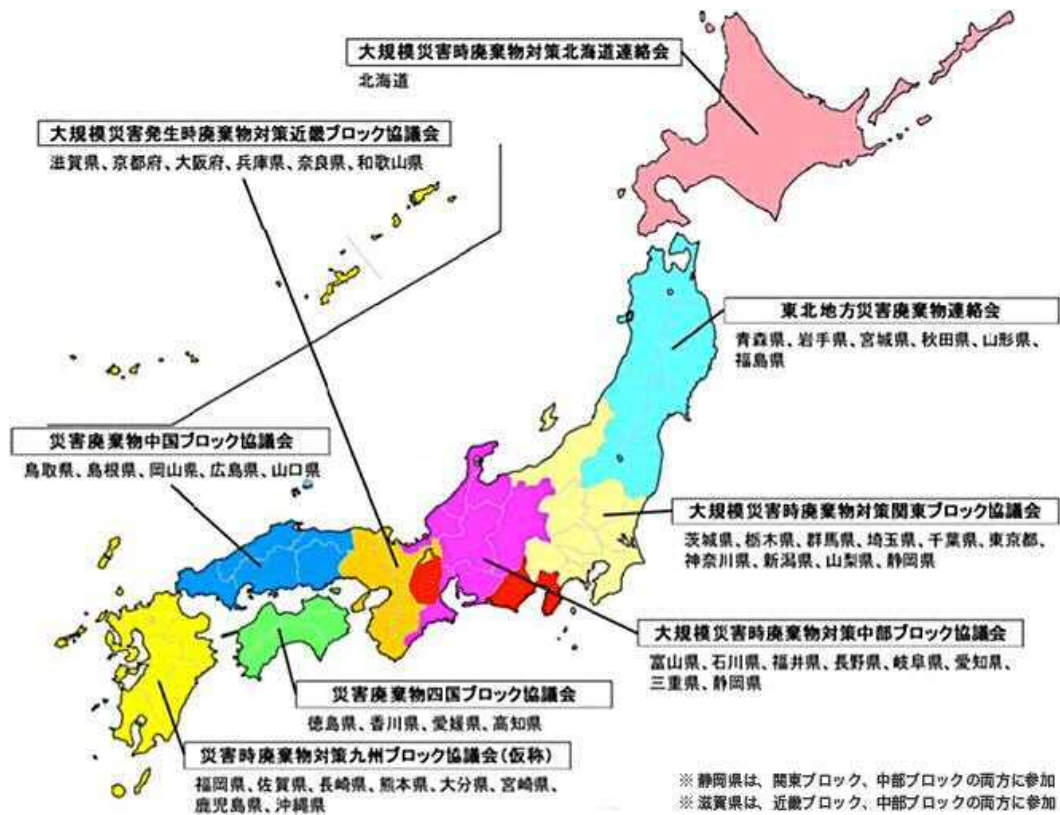 大規模災害時廃棄物対策北海道連絡会
北海道
大規模災害発生時廃棄物対策近畿ブロック協議会
滋賀県、京都府、大阪府、兵庫県、奈良県、和歌山県
東北地方災害廃棄物連絡会
青森県、岩手県、宮城県、秋田県、山形県、
福島県
災害廃棄物中国ブロック協議会
鳥取県、島根県、岡山県、広島県、山口県
大規模災害時廃棄物対策関東ブロック協議会
茨城県、栃木県、群馬県、埼玉県、千葉県、東京都、
神奈川県、新潟県、山梨県、静岡県
大規模災害時廃棄物対策中部ブロック協議会
富山県、石川県、福井県、長野県、岐阜県、愛知県、
三重県、静岡県
災害廃棄物四国ブロック協議会
徳島県、香川県、愛媛県、高知県
災害時廃棄物対策九州ブロック協議会(仮称)
福岡県、佐賀県、長崎県、熊本県、大分県、宮崎県、
鹿児島県、沖縄県
※静岡県は、関東ブロック、中部ブロックの両方に参加
※滋賀県は、近畿ブロック、中部ブロックの両方に参加